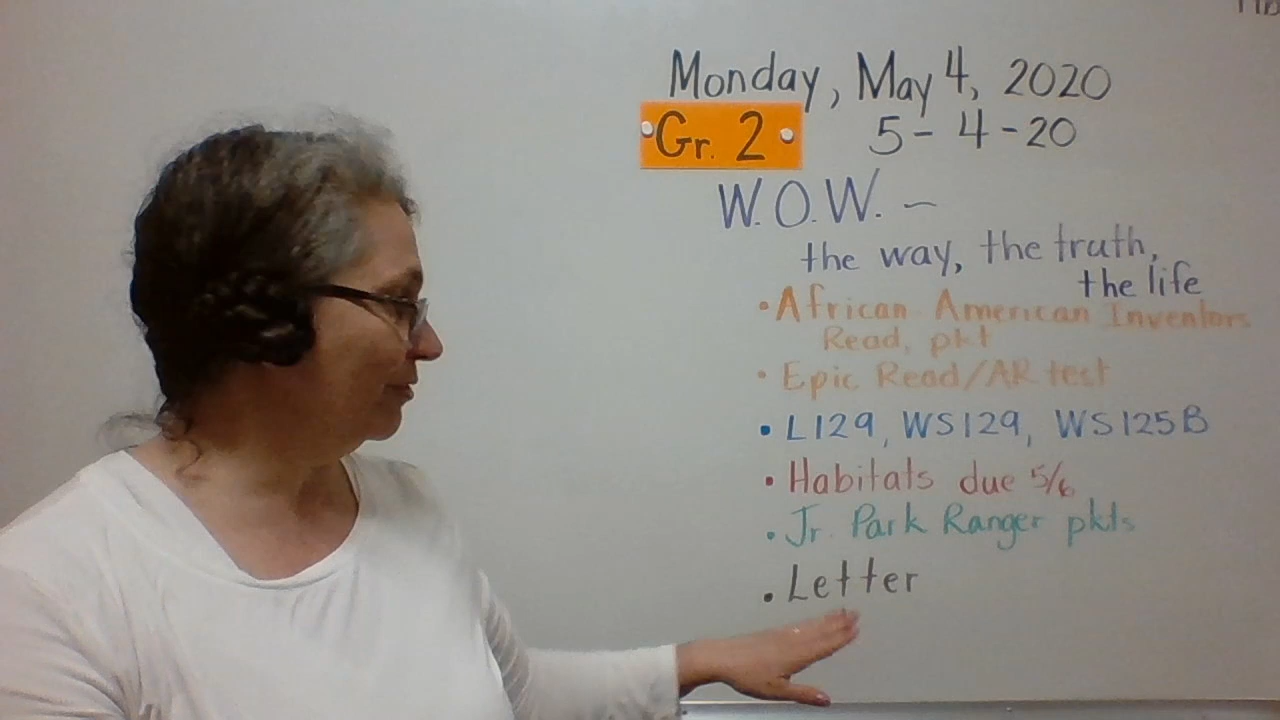 Monday, May 4, 2020
Gr. 2
5-4-20
W.O.W. -
the way, the truth,
the life
• African American Inventors
Read, pkt
• Epic Read/AR test
• L129, WS129, WS125B
• Habitats due 5/6
• Jr. Park Ranger pkts
• Letter